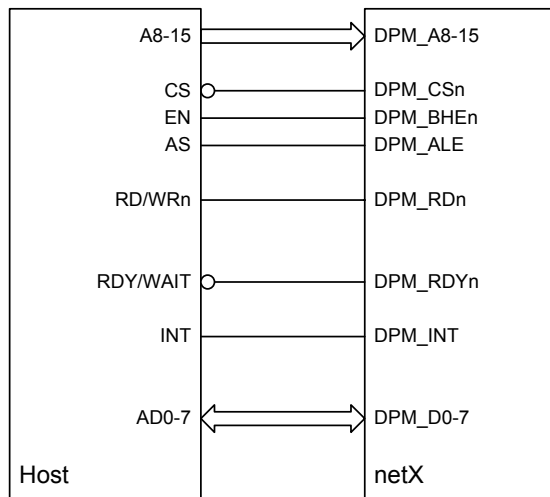 A8-15 DPM_A8-15
CS DPM_CSn
EN DPM_BHEn
AS DPM_ALE
RD/WRn DPM_RDn
RDY/WAIT DPM_RDYn
INT DPM_INT
AD0-7 DPM_D0-7
Host netX